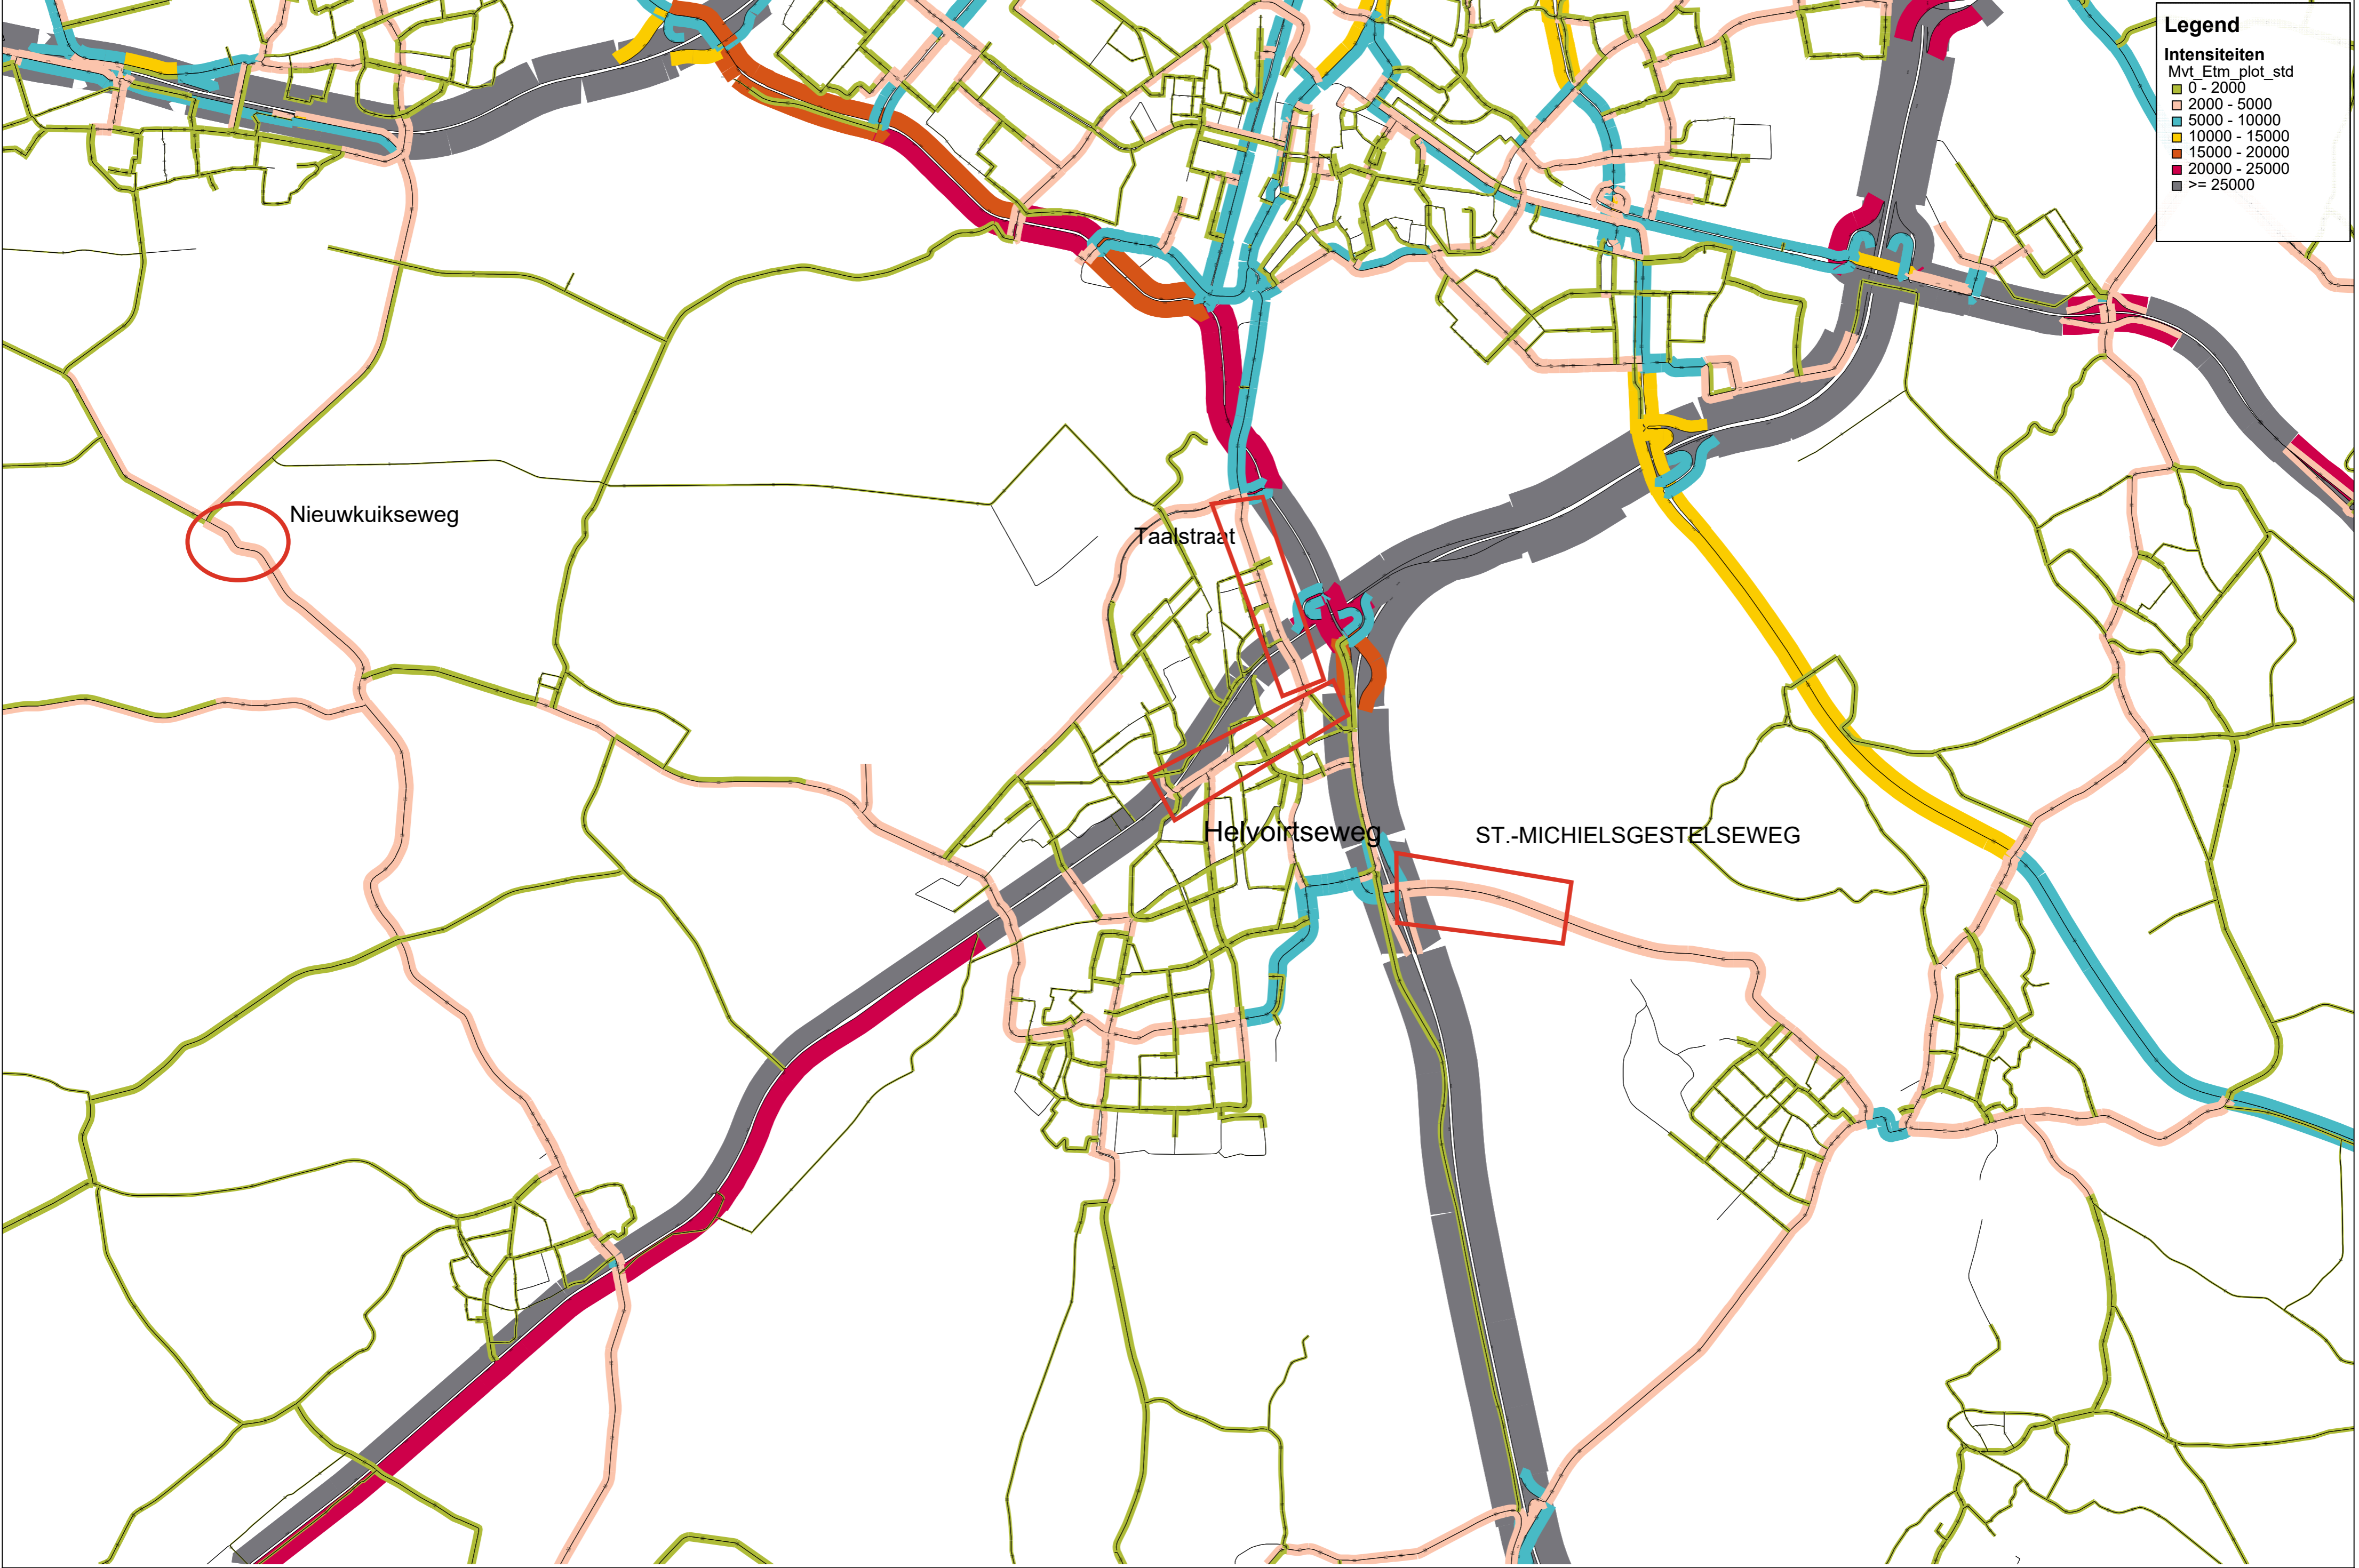 Legend
Intensiteiten
Mvt_Etm_plot_std
0 - 2000
2000 - 5000
5000 - 10000
10000 - 15000
15000 - 20000
20000 - 25000
>= 25000
Nieuwkuikseweg
Taalstraat
Helvoirtseweg
ST.-MICHIELSGESTELSEWEG